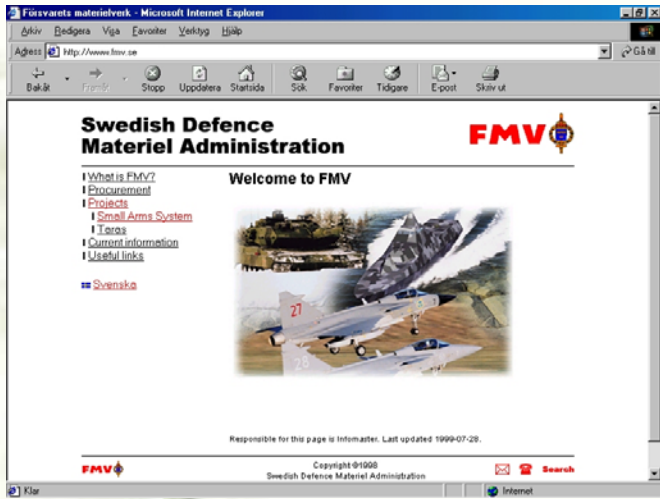 Försvarets materielverk - Microsoft Internet Explorer
Arkiv Redigera Visa Favoriter Verktyg Hjälp
Adress http://www.fmv.se Gå till
Bakåt Framåt Stopp Uppdatera Startsida Sök Favoriter Tidigare E-post Skriv ut
Swedish Defence
Materiel Administration
FMV
What is FMV?
Procurement
Projects
Small Arms System
Taras
Current information
Useful links
Svenska
Welcome to FMV
27
28
Responsible for this page is Infomaster. Last updated 1999-07-28.
FMV
Copyright ©1998
Swedish Defence Materiel Administration
Search
Klar
Internet